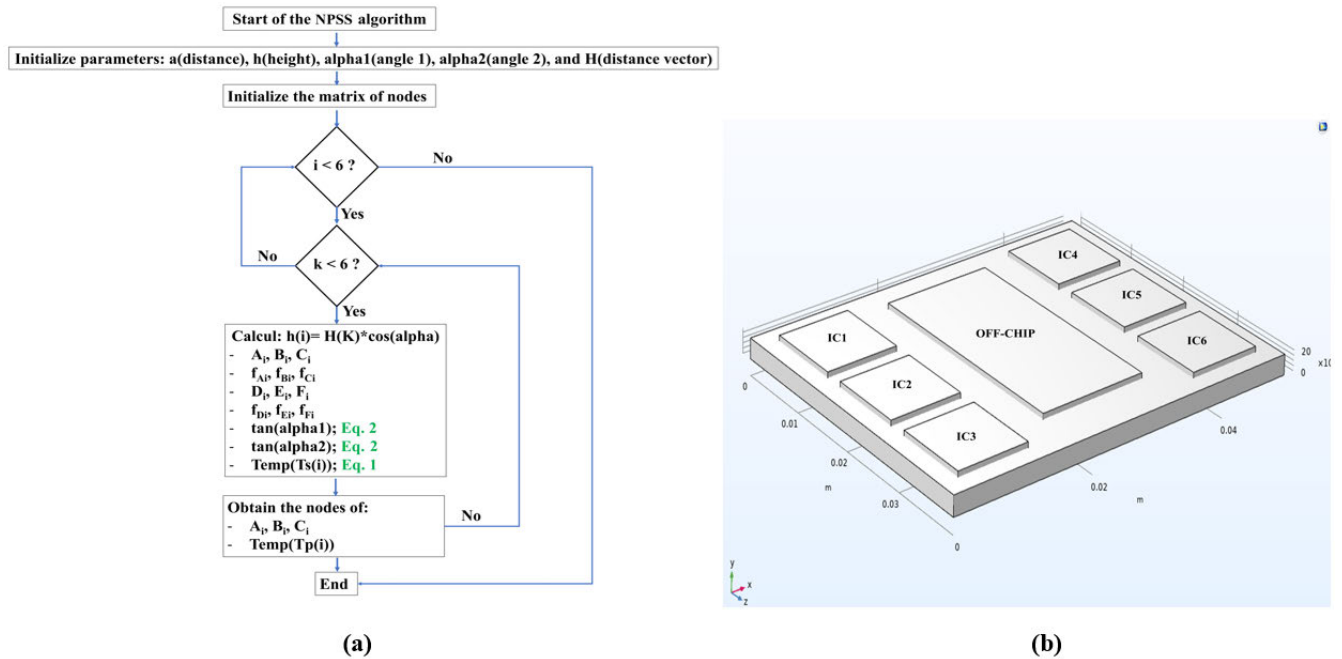 Start of the NPSS algorithm
Initialize parameters: a(distance), h(height), alpha1(angle 1), alpha2(angle 2), and H(distance vector)
Initialize the matrix of nodes
i < 6 ?
No
Yes
k < 6 ?
No
Yes
Calcul: h(i)= H(K)*cos(alpha)
- Ai, Bi, Ci
- fAi, fBi, fCi
- Di, Ei, Fi
- fDi, fEi, fFi
- tan(alpha1); Eq. 2
- tan(alpha2); Eq. 2
- Temp(Ts(i)); Eq. 1
Obtain the nodes of:
- Ai, Bi, Ci
- Temp(Tp(i))
No
End
(a)
IC4
IC5
IC6
OFF-CHIP
IC1
IC2
IC3
20
x10
0
0
0.01
0.02
0.03
m
0.04
0.02
m
0
y
x
z
(b)